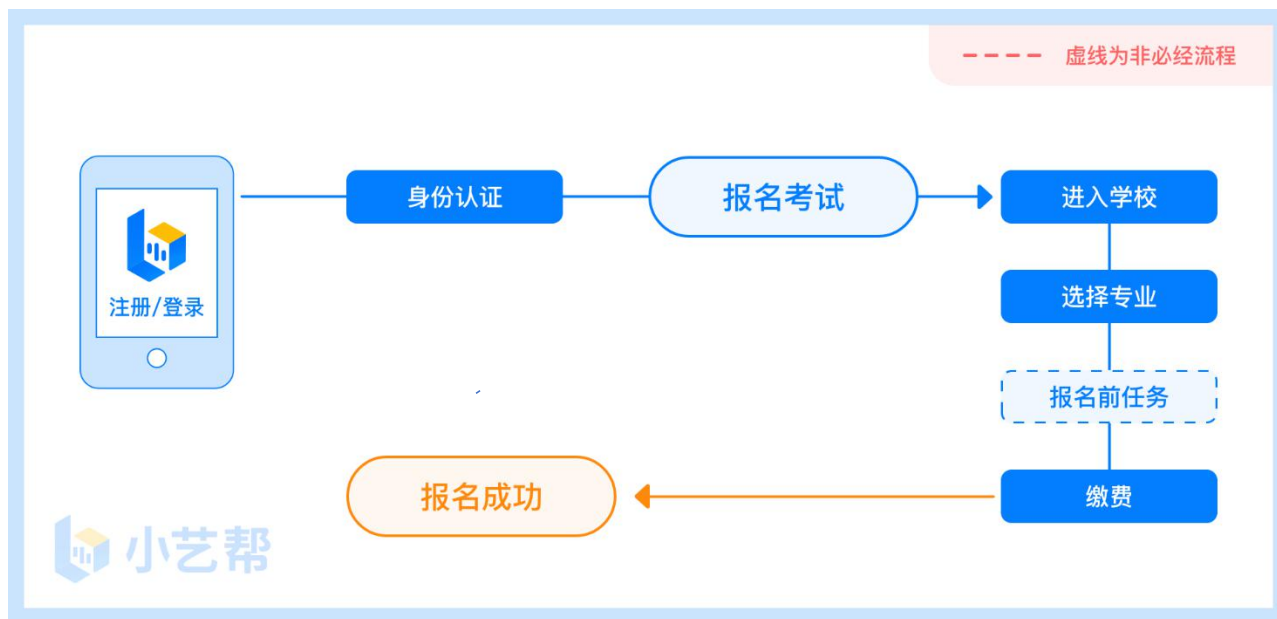 虚线为非必经流程
注册/登录
身份认证
报名考试
进入学校
选择专业
报名前任务
缴费
报名成功
小艺帮